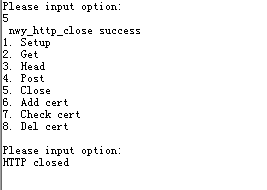 Please input option:
5
nwy_http_close success
1. Setup
2. Get
3. Head
4. Post
5. Close
6. Add cert
7. Check cert
8. Del cert
Please input option:
HTTP closed